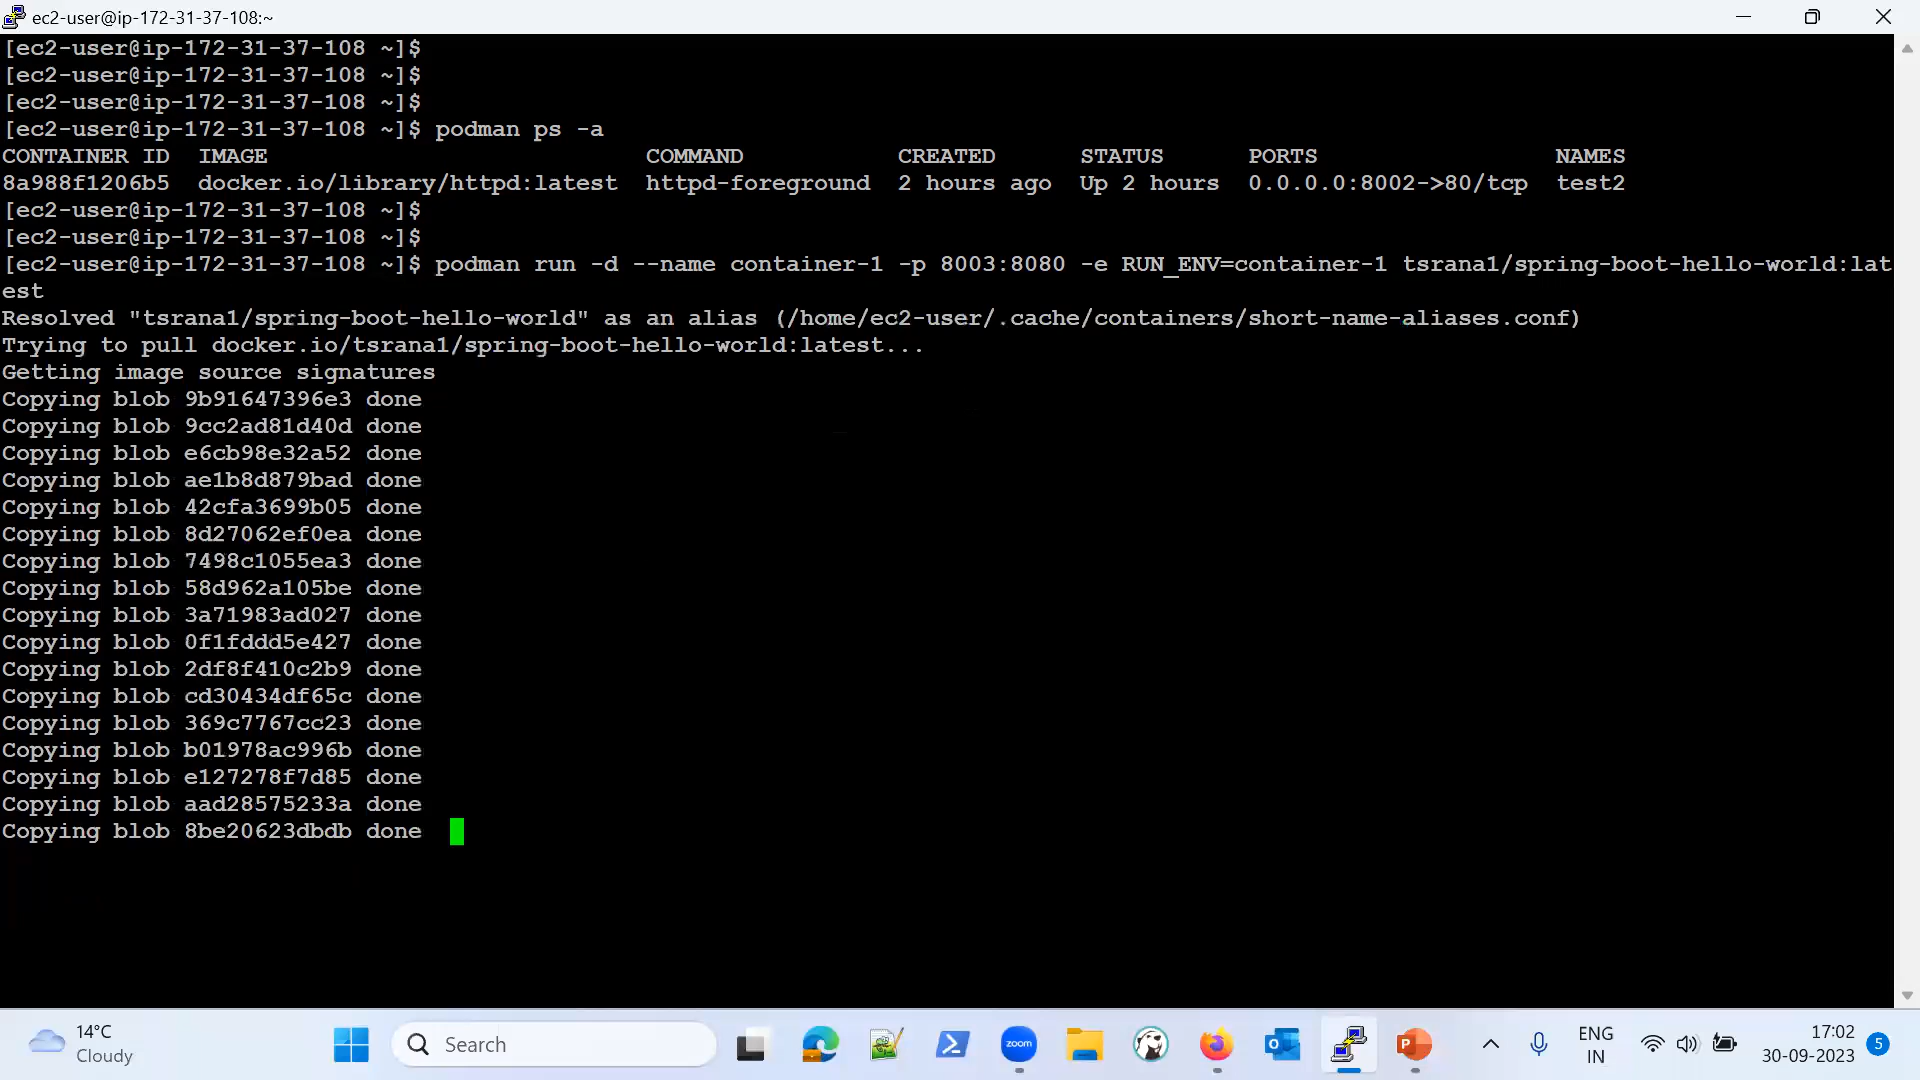 ec2-user@ip-172-31-37-108:~
[ec2-user@ip-172-31-37-108 ~]$
[ec2-user@ip-172-31-37-108 ~]$
[ec2-user@ip-172-31-37-108 ~]$
[ec2-user@ip-172-31-37-108 ~]$ podman ps -a
CONTAINER ID  IMAGE                           COMMAND           CREATED      STATUS      PORTS                 NAMES
8a988f1206b5  docker.io/library/httpd:latest  httpd-foreground  2 hours ago  Up 2 hours  0.0.0.0:8002->80/tcp  test2
[ec2-user@ip-172-31-37-108 ~]$
[ec2-user@ip-172-31-37-108 ~]$
[ec2-user@ip-172-31-37-108 ~]$ podman run -d --name container-1 -p 8003:8080 -e RUN_ENV=container-1 tsrana1/spring-boot-hello-world:lat
est
Resolved "tsrana1/spring-boot-hello-world" as an alias (/home/ec2-user/.cache/containers/short-name-aliases.conf)
Trying to pull docker.io/tsrana1/spring-boot-hello-world:latest...
Getting image source signatures
Copying blob 9b91647396e3 done
Copying blob 9cc2ad81d40d done
Copying blob e6cb98e32a52 done
Copying blob ae1b8d879bad done
Copying blob 42cfa3699b05 done
Copying blob 8d27062ef0ea done
Copying blob 7498c1055ea3 done
Copying blob 58d962a105be done
Copying blob 3a71983ad027 done
Copying blob 0f1fddd5e427 done
Copying blob 2df8f410c2b9 done
Copying blob cd30434df65c done
Copying blob 369c7767cc23 done
Copying blob b01978ac996b done
Copying blob e127278f7d85 done
Copying blob aad28575233a done
Copying blob 8be20623dbdb done
14°C
Cloudy
Search
zoom
ENG
IN
17:02
30-09-2023
5